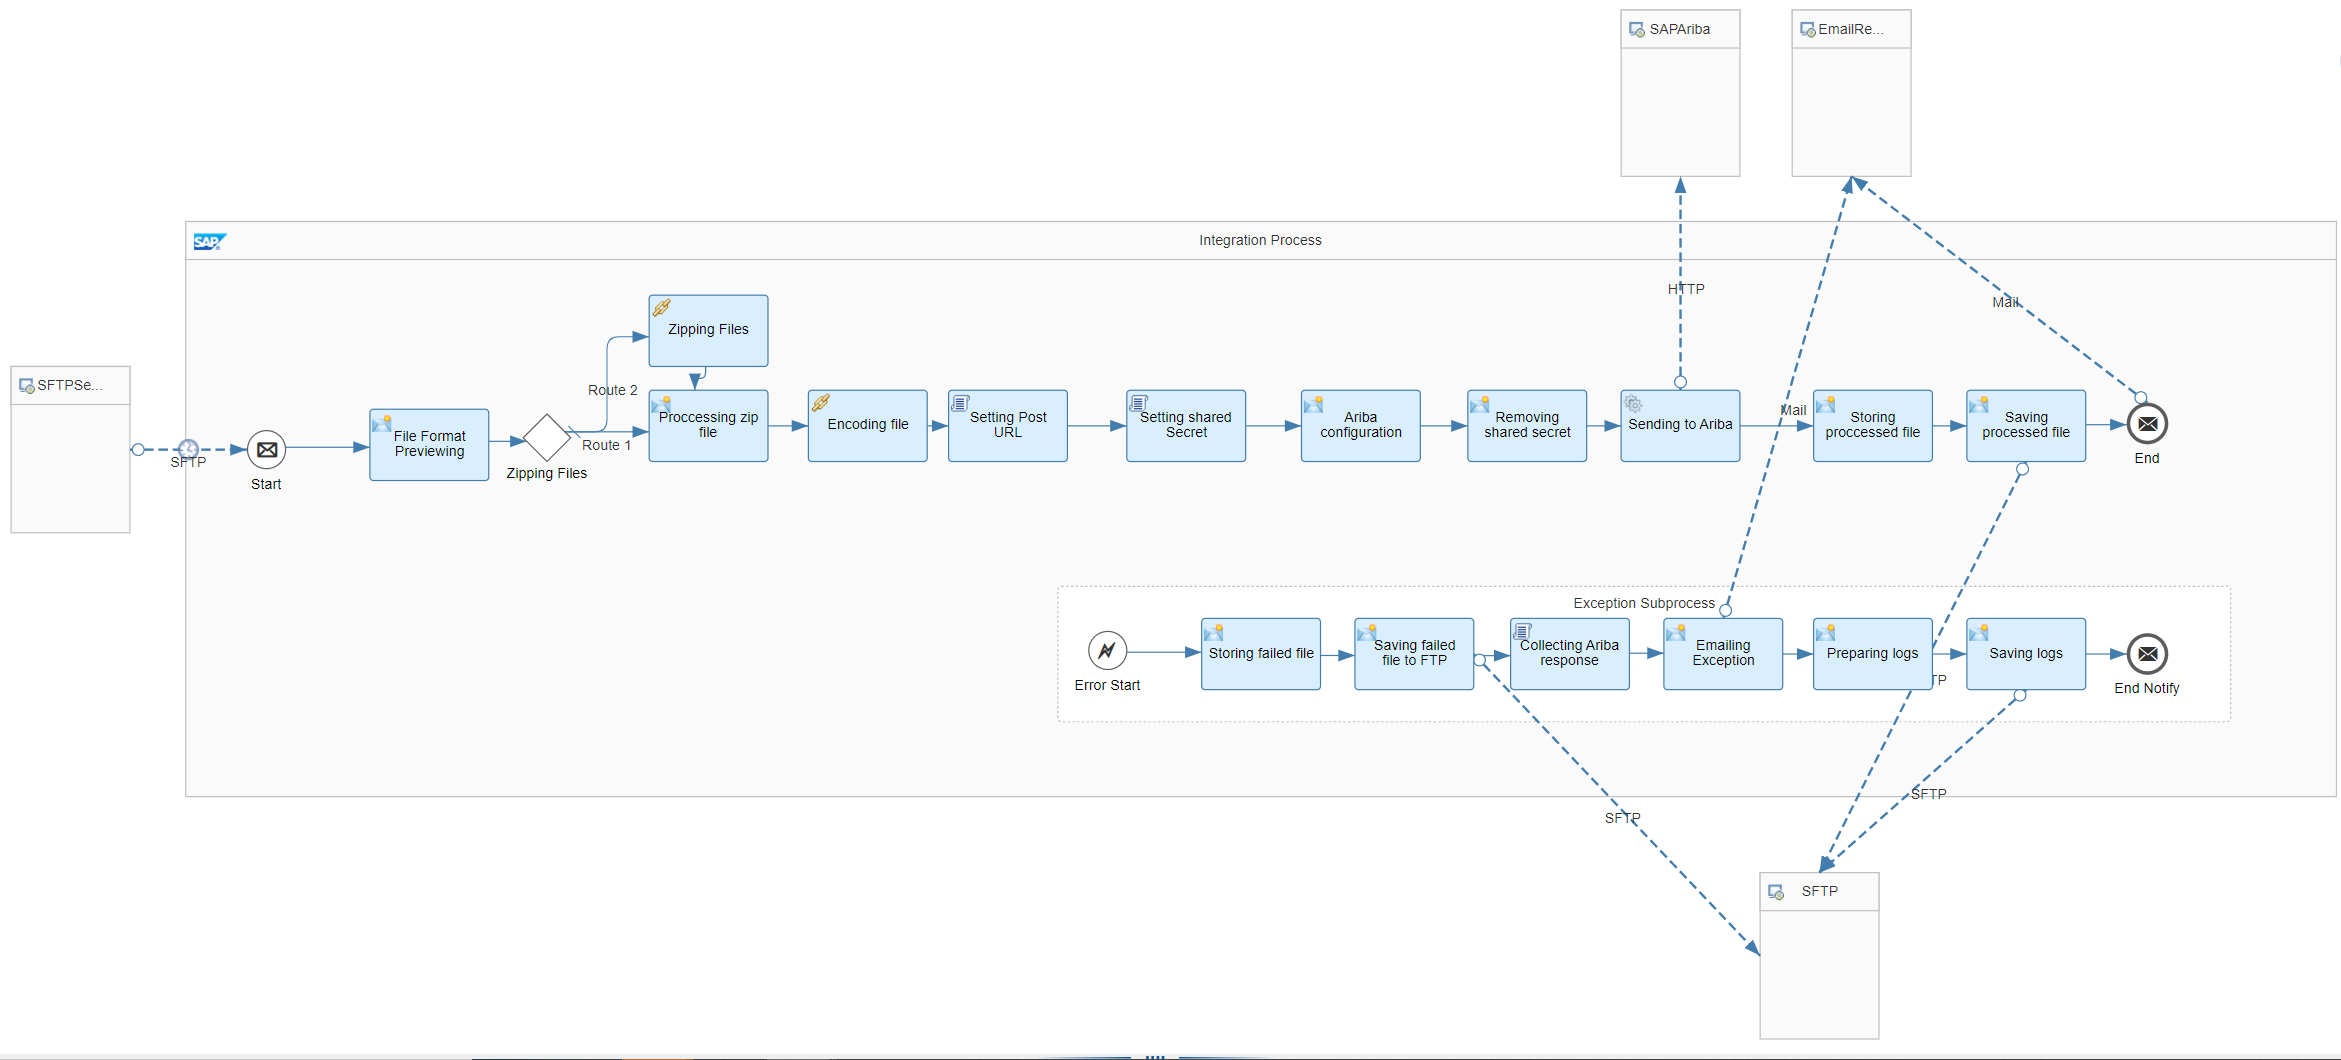 SAPAriba
EmailRe...
SAP
Integration Process
HTTP
Mail
Zipping Files
SFTPSe...
SFTP
Start
File Format
Previewing
Zipping Files
Route 2
Route 1
Proccessing zip
file
Encoding file
Setting Post
URL
Setting shared
Secret
Ariba
configuration
Removing
shared secret
Sending to Ariba
Mail
Storing
proccessed file
Saving
processed file
End
Exception Subprocess
Error Start
Storing failed file
Saving failed
file to FTP
Collecting Ariba
response
Emailing
Exception
Preparing logs
TP
Saving logs
End Notify
SFTP
SFTP
SFTP